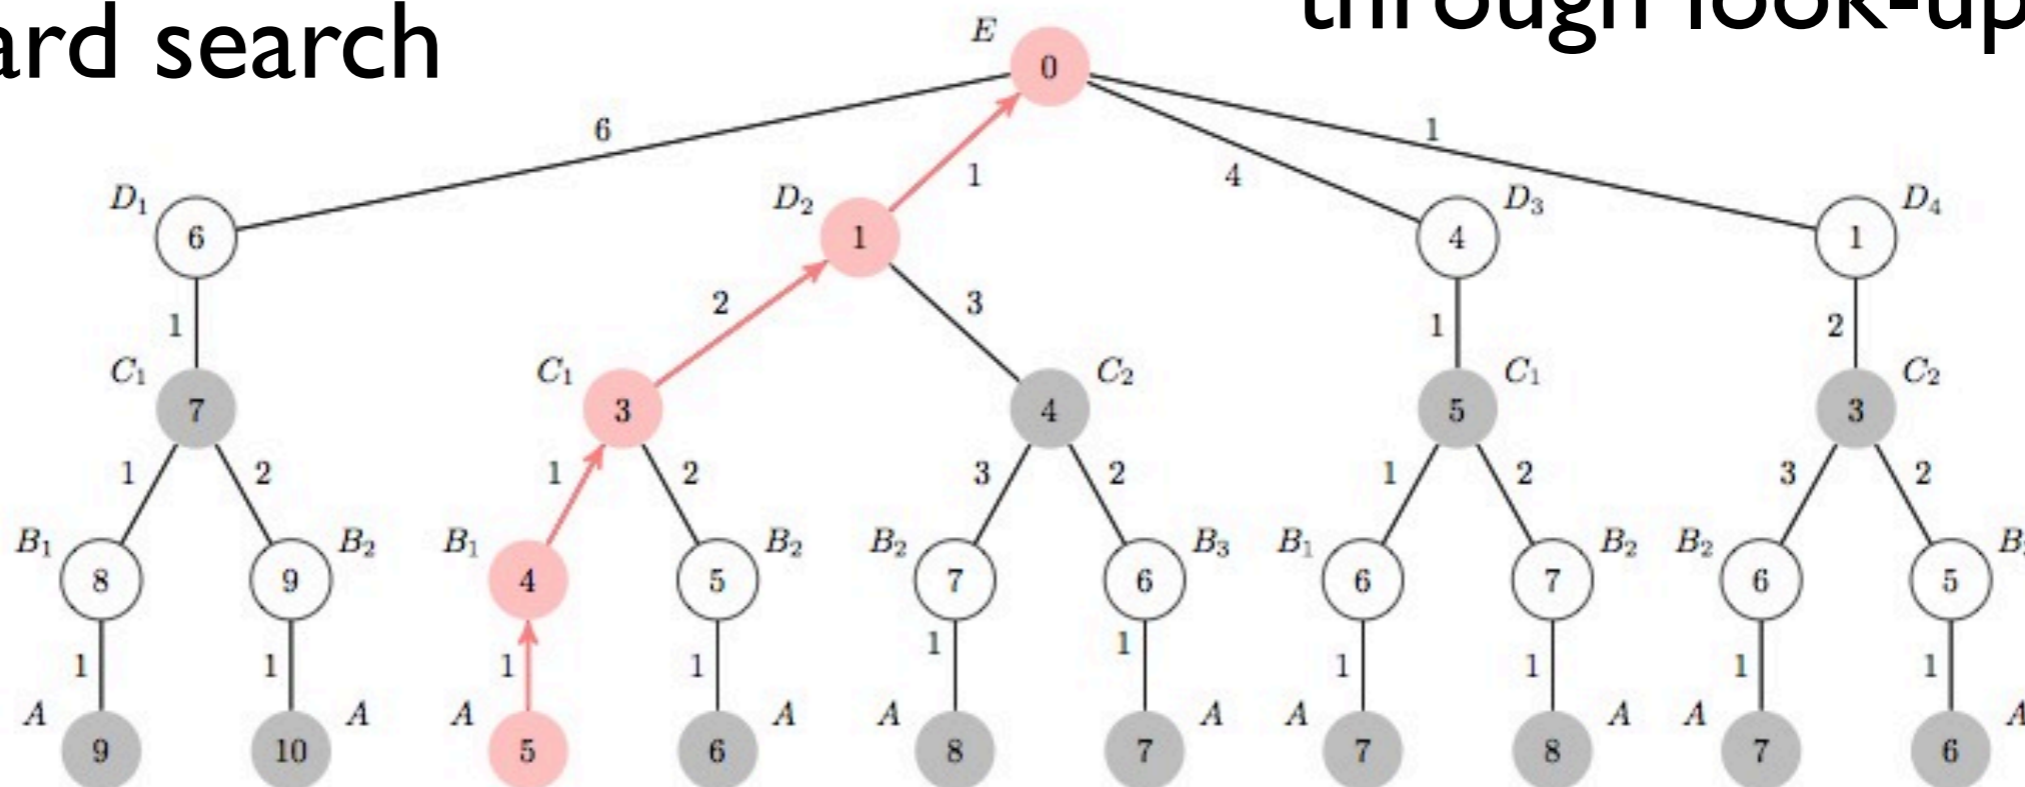 ard search
through look-up
E
0
6
1
1
4
D₁
6
D₂
1
D₃
4
D₄
1
1
2
3
1
2
C₁
7
C₁
3
C₂
4
C₁
5
C₂
3
1
2
1
2
3
2
1
2
3
2
B₁
8
B₂
9
B₁
4
B₂
5
B₂
7
B₃
6
B₁
6
B₂
7
B₂
6
5
B
1
1
1
1
1
1
1
1
1
1
A
9
A
10
A
5
A
6
A
8
A
7
A
7
A
8
A
7
A
6